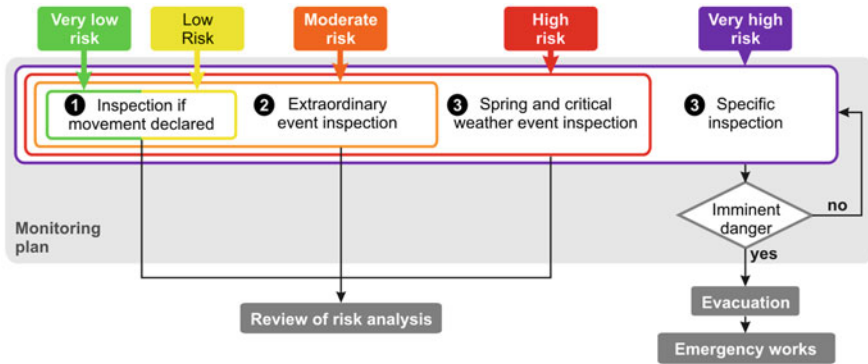 Very low
risk
Low
Risk
Moderate
risk
High
risk
Very high
risk
1 Inspection if
movement declared
2 Extraordinary
event inspection
3 Spring and critical
weather event inspection
3 Specific
inspection
Monitoring
plan
Imminent
danger
no
yes
Review of risk analysis
Evacuation
Emergency works